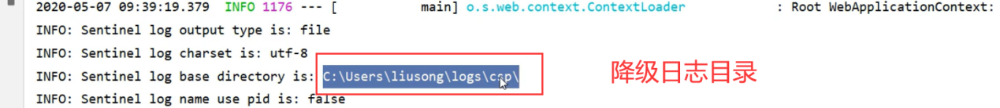 2020-05-07 09:39:19.379  INFO 1176 --- [           main] o.s.web.context.ContextLoader            : Root WebApplicationContext:
INFO: Sentinel log output type is: file
INFO: Sentinel log charset is: utf-8
INFO: Sentinel log base directory is: C:\Users\liusong\logs\csp\ 降级日志目录
INFO: Sentinel log name use pid is: false